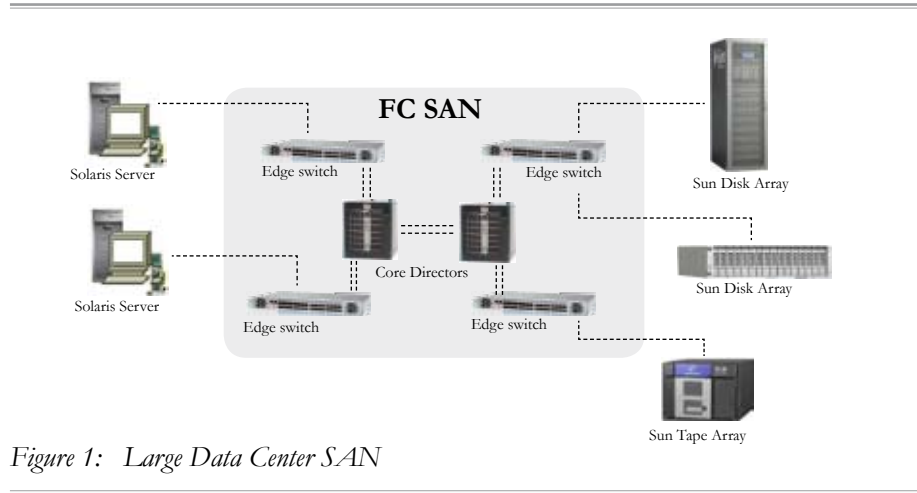 FC SAN
Solaris Server
Edge switch
Edge switch
Sun Disk Array
Solaris Server
Core Directors
Sun Disk Array
Edge switch
Edge switch
Sun Tape Array
Figure 1: Large Data Center SAN